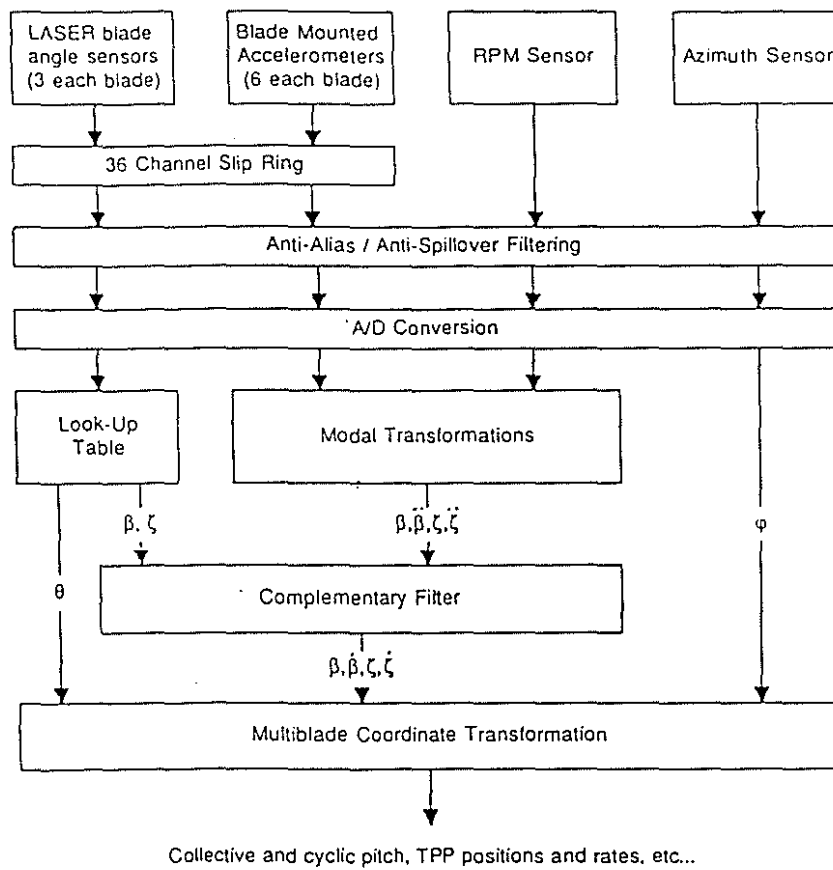 LASER blade
angle sensors
(3 each blade)
Blade Mounted
Accelerometers
(6 each blade)
RPM Sensor
Azimuth Sensor
36 Channel Slip Ring
Anti-Alias / Anti-Spillover Filtering
A/D Conversion
Look-Up
Table
Modal Transformations
β, ζ
β,β̈,ζ,ζ̈
φ
θ
Complementary Filter
β,β̇,ζ,ζ̇
Multiblade Coordinate Transformation
Collective and cyclic pitch, TPP positions and rates, etc...